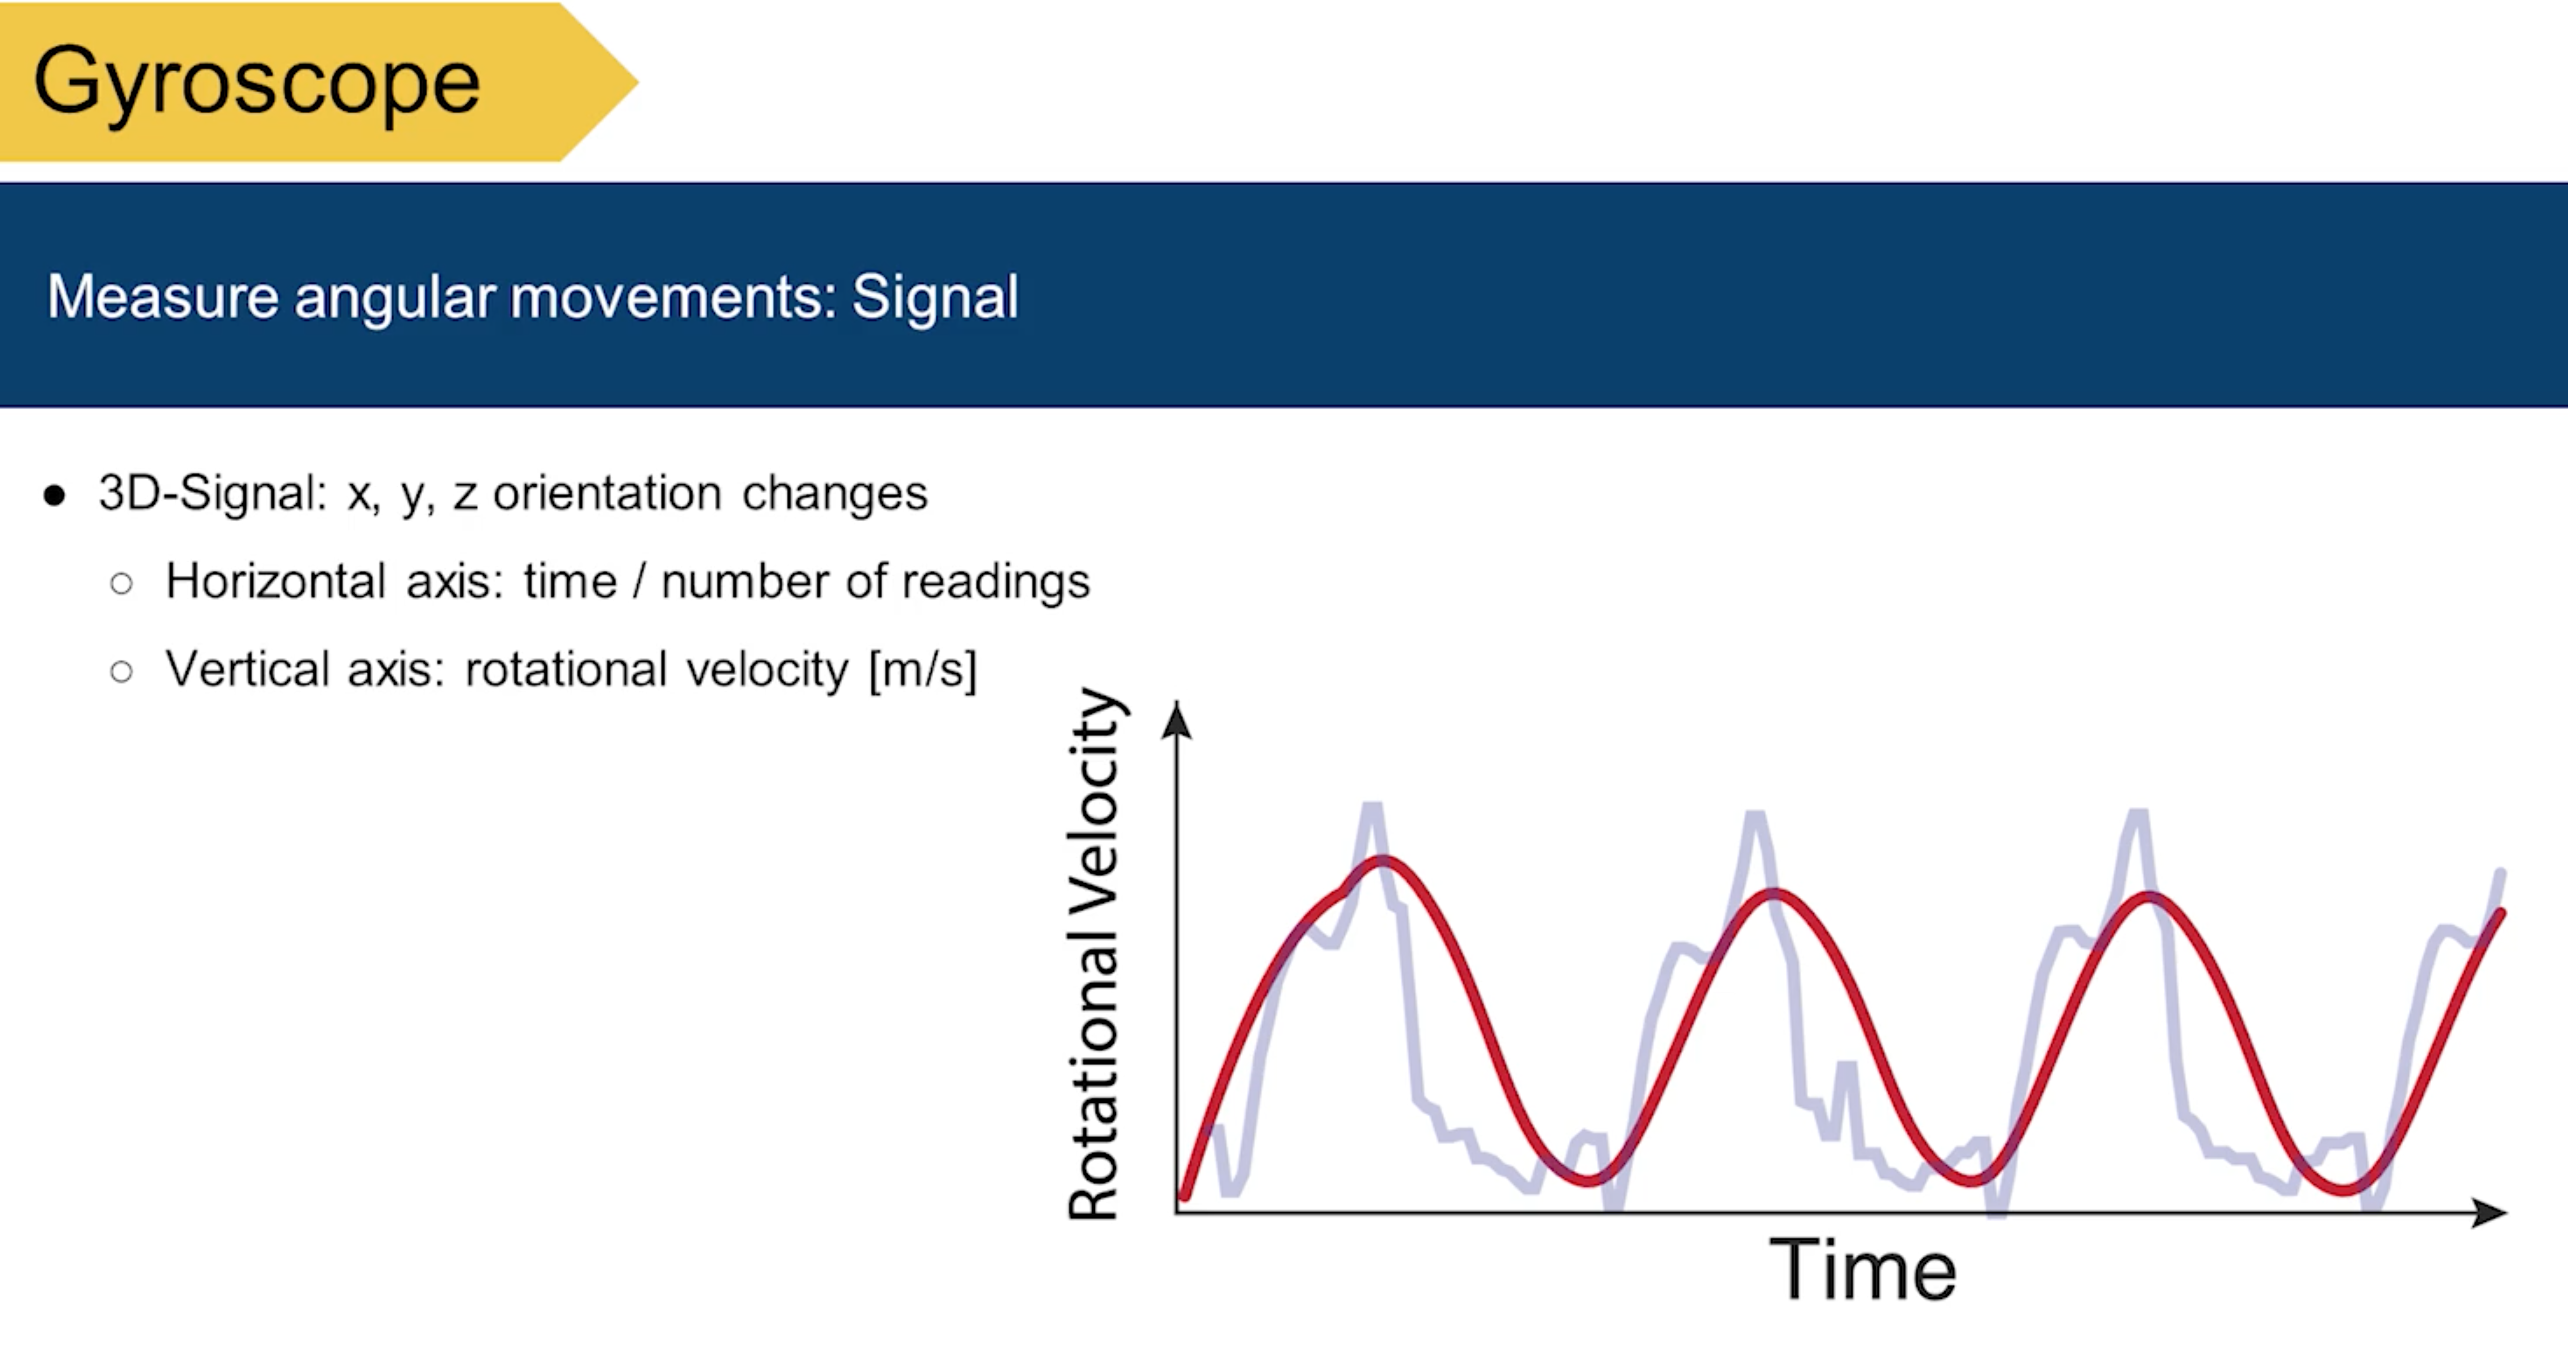 Gyroscope
Measure angular movements: Signal
● 3D-Signal: x, y, z orientation changes
○ Horizontal axis: time / number of readings
○ Vertical axis: rotational velocity [m/s]
Rotational Velocity
Time